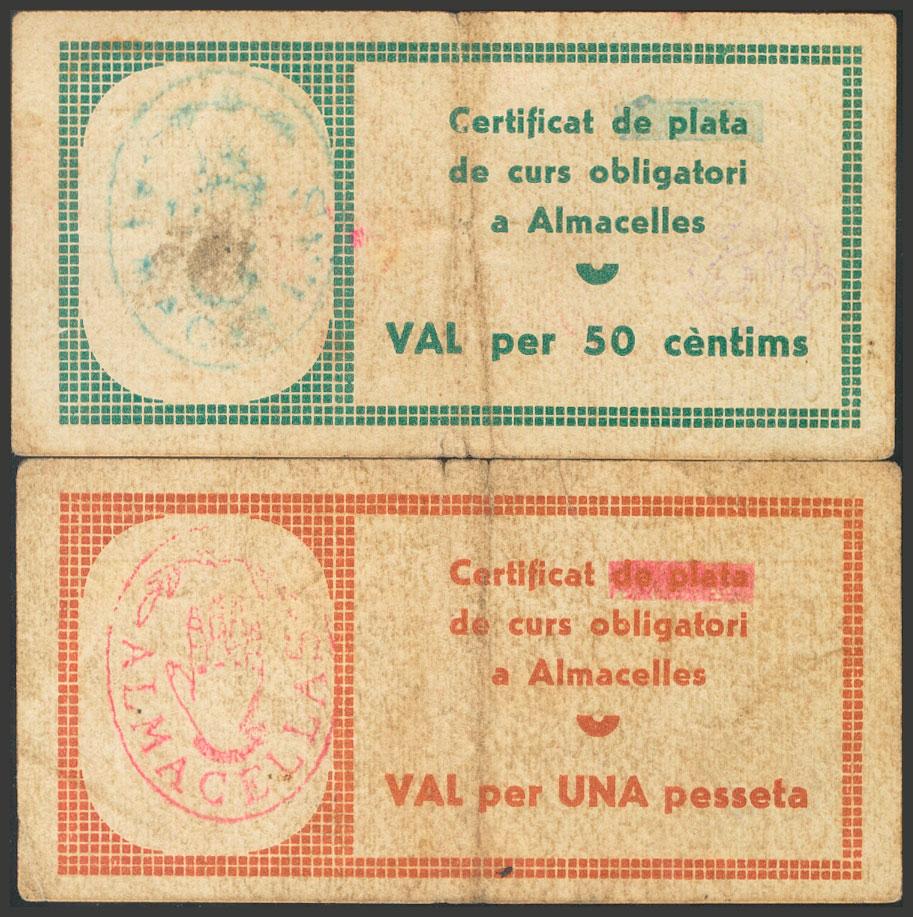 Certificat de plata
de curs obligatori
a Almacelles
VAL per 50 cèntims
Certificat de plata
de curs obligatori
a Almacelles
VAL per UNA pesseta
ALMACELLAS